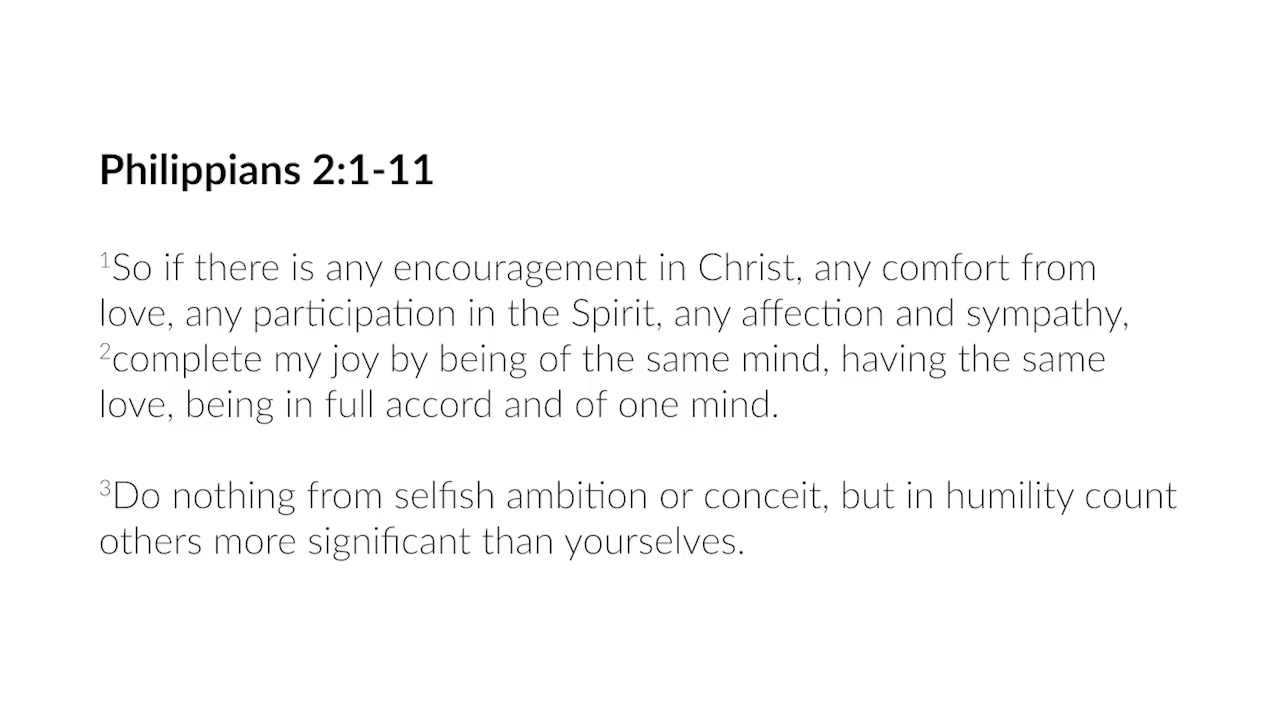 Philippians 2:1-11
¹So if there is any encouragement in Christ, any comfort from
love, any participation in the Spirit, any affection and sympathy,
²complete my joy by being of the same mind, having the same
love, being in full accord and of one mind.
³Do nothing from selfish ambition or conceit, but in humility count
others more significant than yourselves.